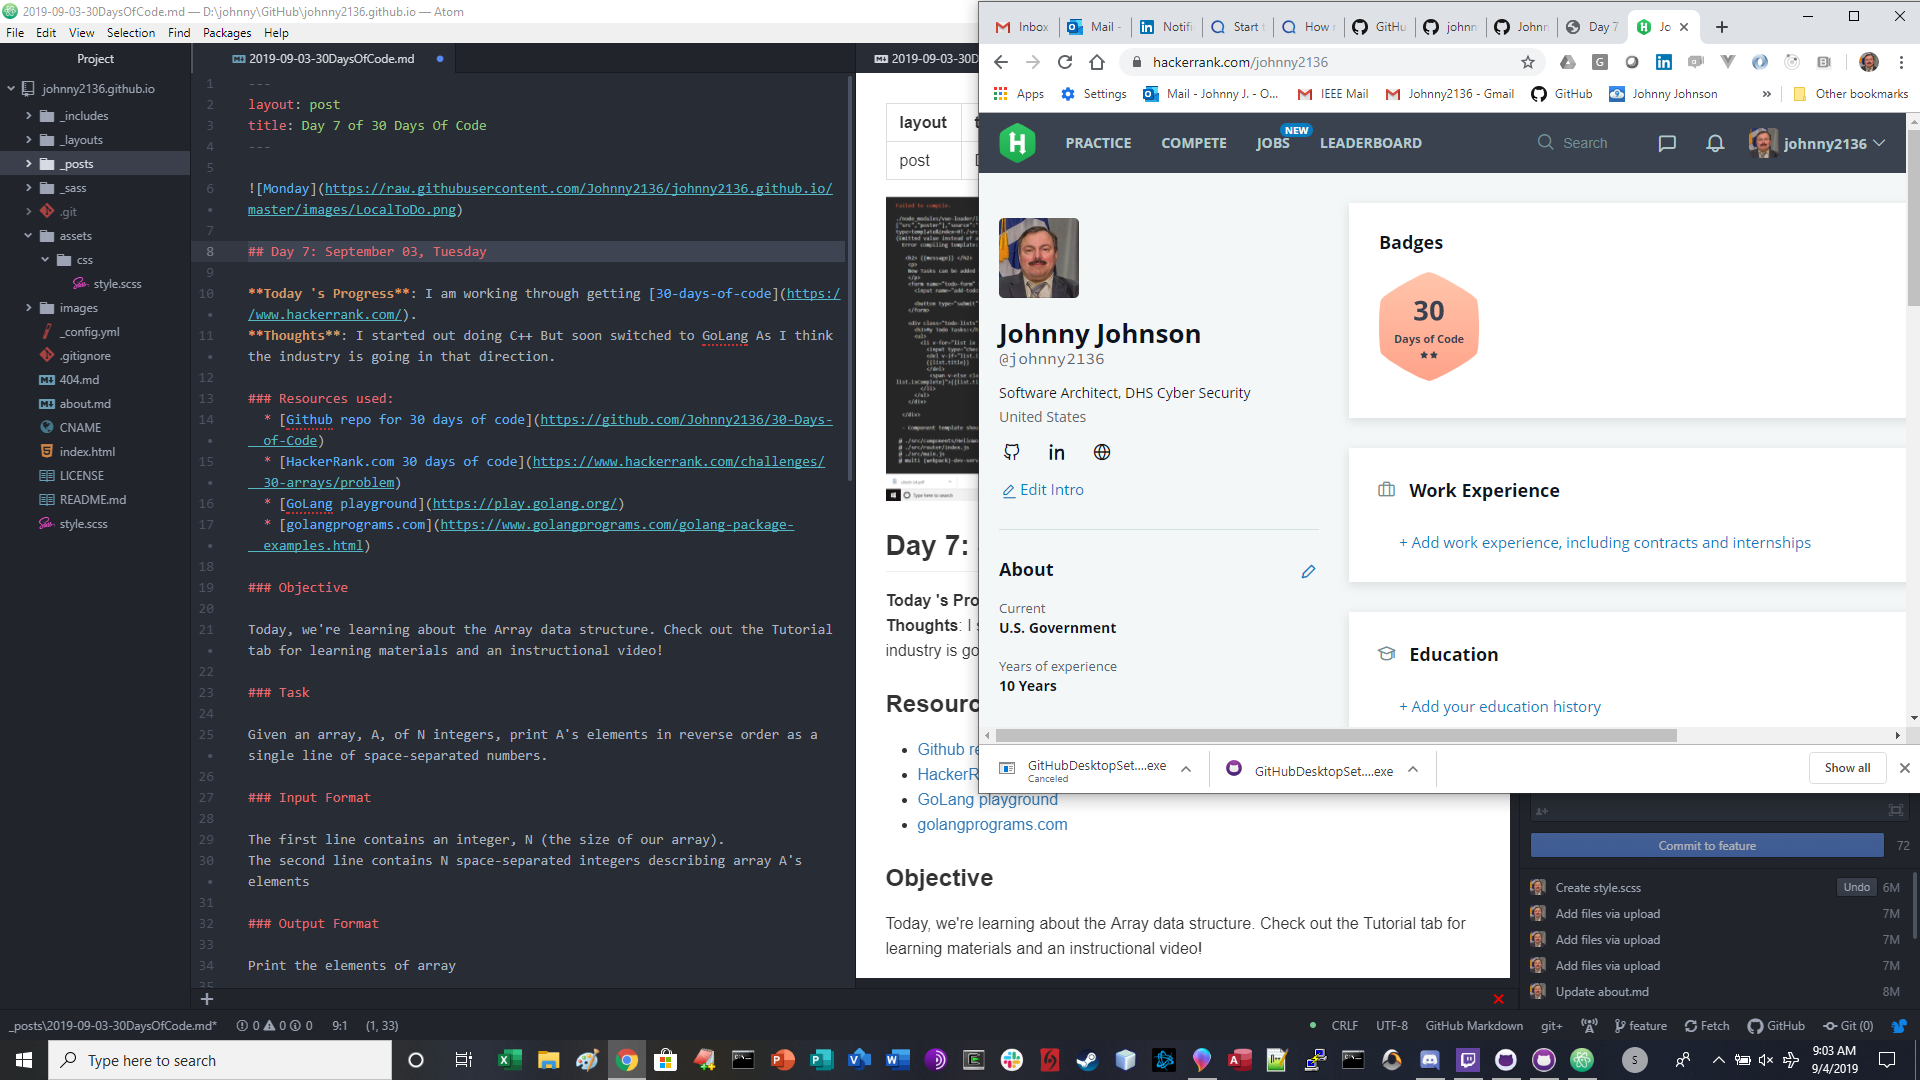 2019-09-03-30DaysOfCode.md — D:\johnny\GitHub\johnny2136.github.io — Atom
File Edit View Selection Find Packages Help
Project
johnny2136.github.io
_includes
_layouts
_posts
_sass
.git
assets
css
style.scss
images
_config.yml
.gitignore
404.md
about.md
CNAME
index.html
LICENSE
README.md
style.scss
2019-09-03-30DaysOfCode.md
1 ---
2 layout: post
3 title: Day 7 of 30 Days Of Code
4 ---
5
6 ![Monday](https://raw.githubusercontent.com/Johnny2136/johnny2136.github.io/
master/images/LocalToDo.png)
7
8 ## Day 7: September 03, Tuesday
9
10 **Today 's Progress**: I am working through getting [30-days-of-code](https:/
/www.hackerrank.com/).
11 **Thoughts**: I started out doing C++ But soon switched to GoLang As I think
the industry is going in that direction.
12
13 ### Resources used:
14 * [Github repo for 30 days of code](https://github.com/Johnny2136/30-Days-
of-Code)
15 * [HackerRank.com 30 days of code](https://www.hackerrank.com/challenges/
30-arrays/problem)
16 * [GoLang playground](https://play.golang.org/)
17 * [golangprograms.com](https://www.golangprograms.com/golang-package-
examples.html)
18
19 ### Objective
20
21 Today, we're learning about the Array data structure. Check out the Tutorial
tab for learning materials and an instructional video!
22
23 ### Task
24
25 Given an array, A, of N integers, print A's elements in reverse order as a
single line of space-separated numbers.
26
27 ### Input Format
28
29 The first line contains an integer, N (the size of our array).
30 The second line contains N space-separated integers describing array A's
elements
31
32 ### Output Format
33
34 Print the elements of array
35
2019-09-03-30D
layout
post
Failed to compile.
Day 7:
Today 's Pro
Thoughts: I s
industry is go
Resourc
Github re
HackerR
GoLang playground
golangprograms.com
Objective
Today, we're learning about the Array data structure. Check out the Tutorial tab for
learning materials and an instructional video!
Inbox
Mail -
Notifi
Start
How
GitHu
johnn
Johnn
Day 7
Jo
hackerrank.com/johnny2136
Apps Settings Mail - Johnny J. - O... IEEE Mail Johnny2136 - Gmail GitHub Johnny Johnson » Other bookmarks
PRACTICE COMPETE JOBS NEW LEADERBOARD Search johnny2136
Johnny Johnson
@johnny2136
Software Architect, DHS Cyber Security
United States
Edit Intro
About
Current
U.S. Government
Years of experience
10 Years
Badges
30
Days of Code
Work Experience
+ Add work experience, including contracts and internships
Education
+ Add your education history
GitHubDesktopSet....exe
Canceled
GitHubDesktopSet....exe
Show all
Commit to feature 72
Create style.scss Undo 6M
Add files via upload 7M
Add files via upload 7M
Add files via upload 7M
Update about.md 8M
_posts\2019-09-03-30DaysOfCode.md* 0 0 0 9:1 (1, 33)
CRLF UTF-8 GitHub Markdown git+ feature Fetch GitHub Git (0)
Type here to search
S
9:03 AM
9/4/2019